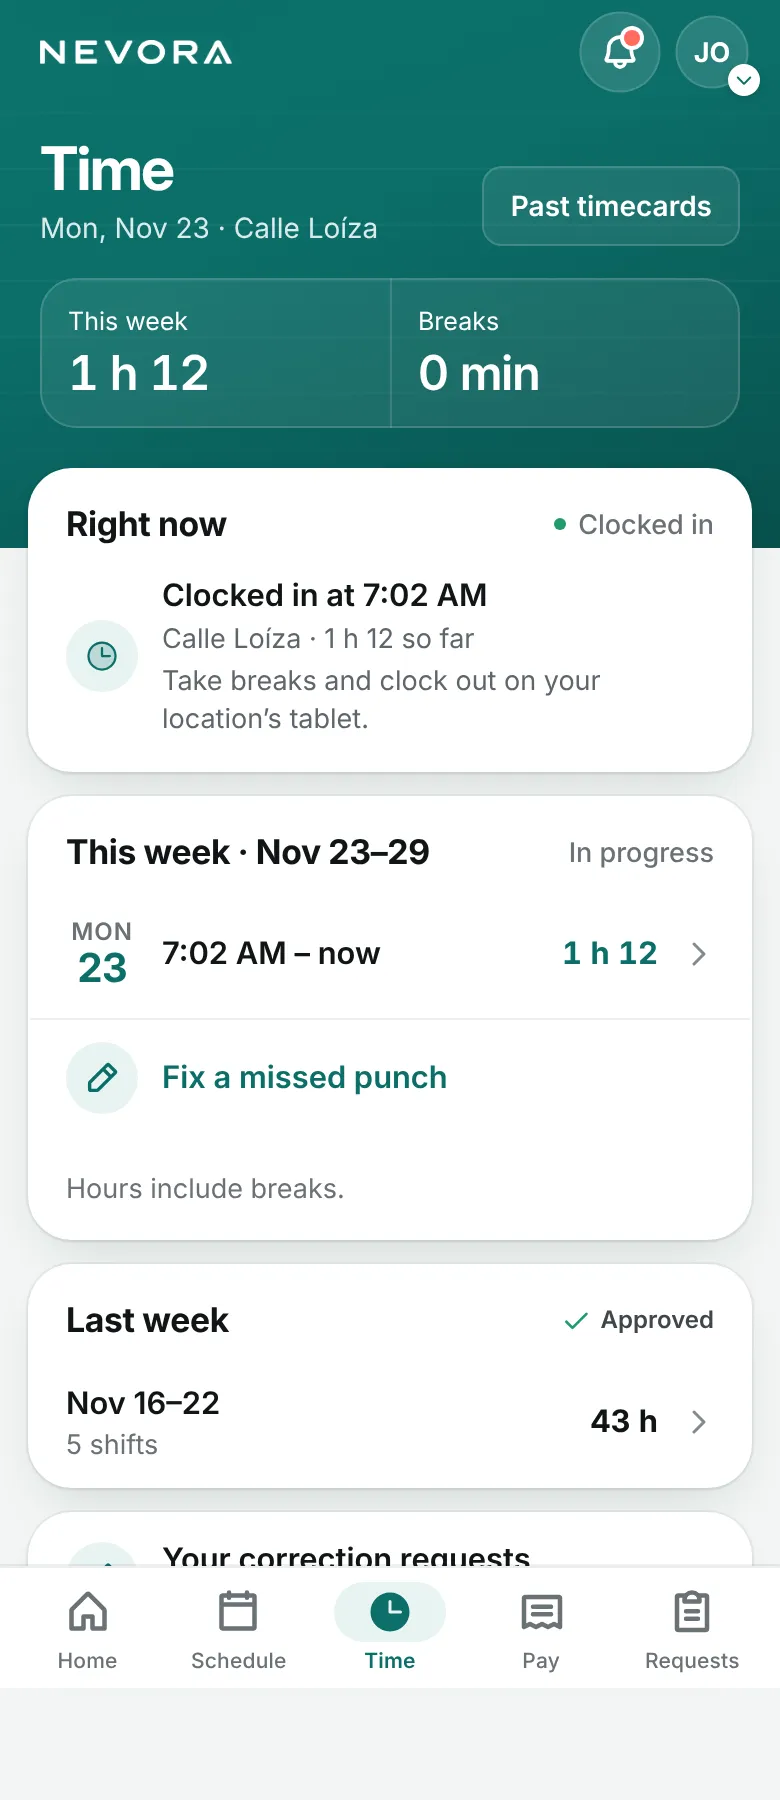 NEVORA
JO
Time
Mon, Nov 23 · Calle Loíza
Past timecards
This week
1 h 12
Breaks
0 min
Right now
Clocked in
Clocked in at 7:02 AM
Calle Loíza · 1 h 12 so far
Take breaks and clock out on your
location’s tablet.
This week · Nov 23–29
In progress
MON
23
7:02 AM – now
1 h 12
Fix a missed punch
Hours include breaks.
Last week
Approved
Nov 16–22
5 shifts
43 h
Your correction requests
Home
Schedule
Time
Pay
Requests